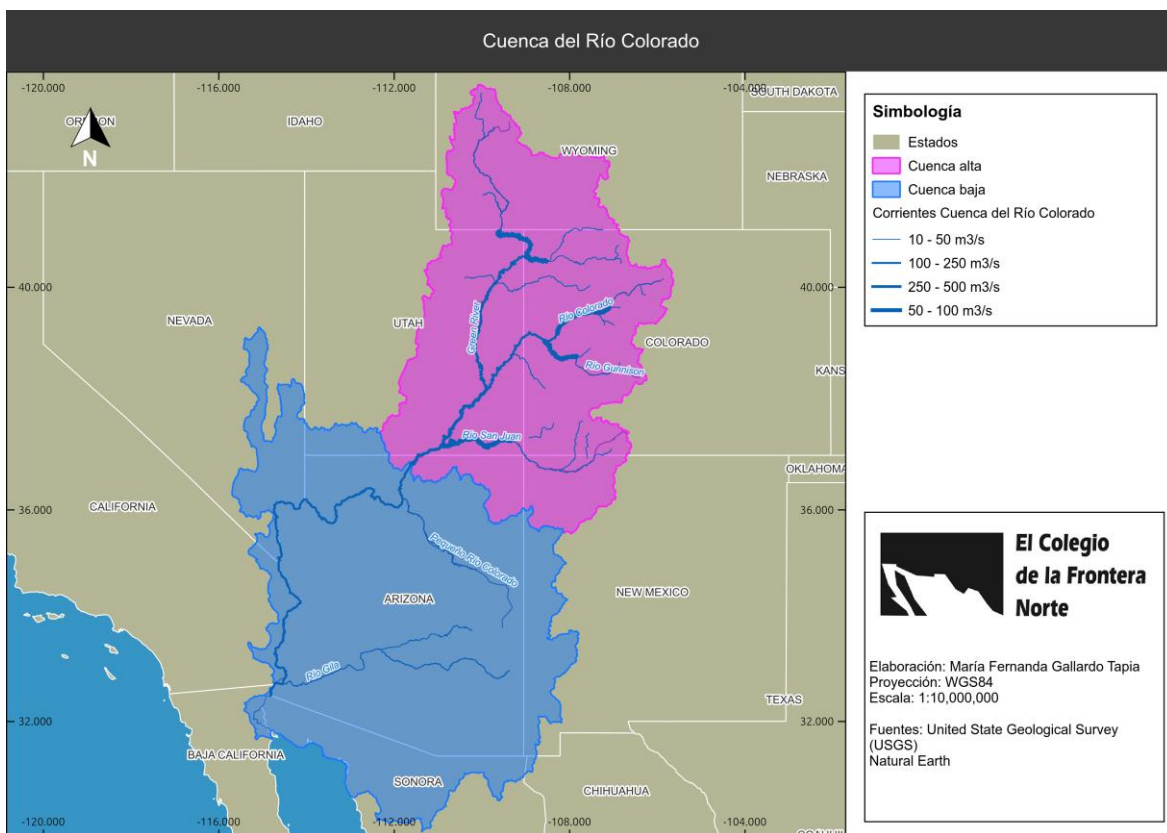 Cuenca del Río Colorado
-120.000
-116.000
-112.000
-108.000
-104.000
SOUTH DAKOTA
N
IDAHO
WYOMING
NEBRASKA
40.000
40.000
NEVADA
UTAH
Green River
Río Colorado
COLORADO
Río Gunnison
KANS
Río San Juan
OKLAHOMA
36.000
36.000
CALIFORNIA
Pequeño Río Colorado
ARIZONA
NEW MEXICO
Río Gila
TEXAS
32.000
32.000
BAJA CALIFORNIA
SONORA
CHIHUAHUA
-120.000
-116.000
-112.000
-108.000
-104.000
Simbología
Estados
Cuenca alta
Cuenca baja
Corrientes Cuenca del Río Colorado
10 - 50 m3/s
100 - 250 m3/s
250 - 500 m3/s
50 - 100 m3/s
El Colegio
de la Frontera
Norte
Elaboración: María Fernanda Gallardo Tapia
Proyección: WGS84
Escala: 1:10,000,000
Fuentes: United State Geological Survey
(USGS)
Natural Earth